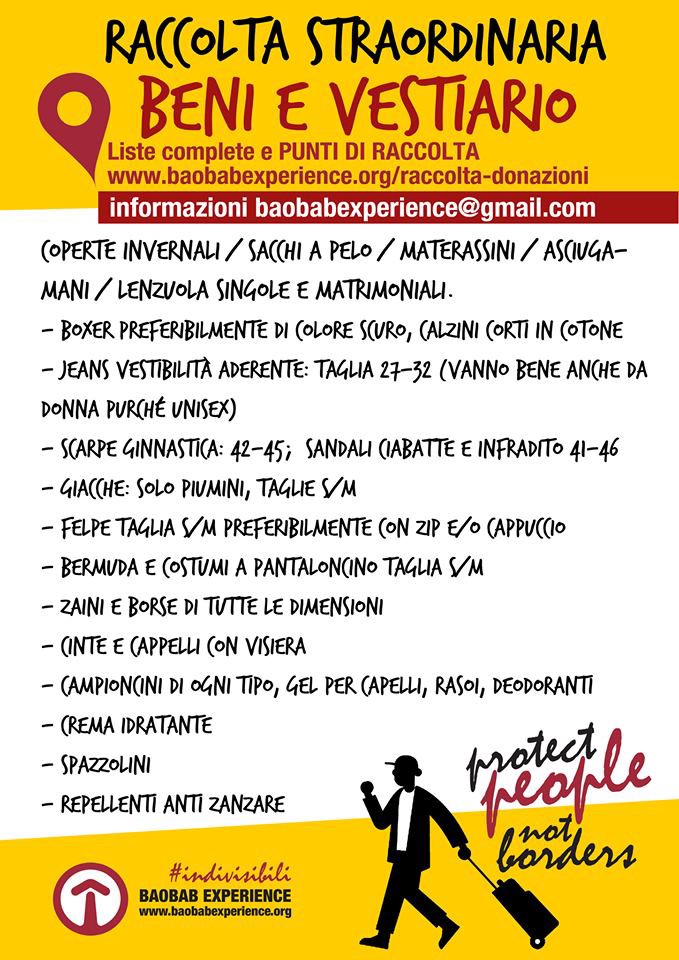 RACCOLTA STRAORDINARIA
BENI E VESTIARIO
Liste complete e PUNTI DI RACCOLTA
www.baobabexperience.org/raccolta-donazioni
informazioni baobabexperience@gmail.com
COPERTE INVERNALI / SACCHI A PELO / MATERASSINI / ASCIUGA-
MANI / LENZUOLA SINGOLE E MATRIMONIALI.
- BOXER PREFERIBILMENTE DI COLORE SCURO, CALZINI CORTI IN COTONE
- JEANS VESTIBILITÀ ADERENTE: TAGLIA 27-32 (VANNO BENE ANCHE DA
DONNA PURCHÉ UNISEX)
- SCARPE GINNASTICA: 42-45; SANDALI CIABATTE E INFRADITO 41-46
- GIACCHE: SOLO PIUMINI, TAGLIE S/M
- FELPE TAGLIA S/M PREFERIBILMENTE CON ZIP E/O CAPPUCCIO
- BERMUDA E COSTUMI A PANTALONCINO TAGLIA S/M
- ZAINI E BORSE DI TUTTE LE DIMENSIONI
- CINTE E CAPPELLI CON VISIERA
- CAMPIONCINI DI OGNI TIPO, GEL PER CAPELLI, RASOI, DEODORANTI
- CREMA IDRATANTE
- SPAZZOLINI
- REPELLENTI ANTI ZANZARE
protect
people
not
borders
#indivisibili
BAOBAB EXPERIENCE
www.baobabexperience.org